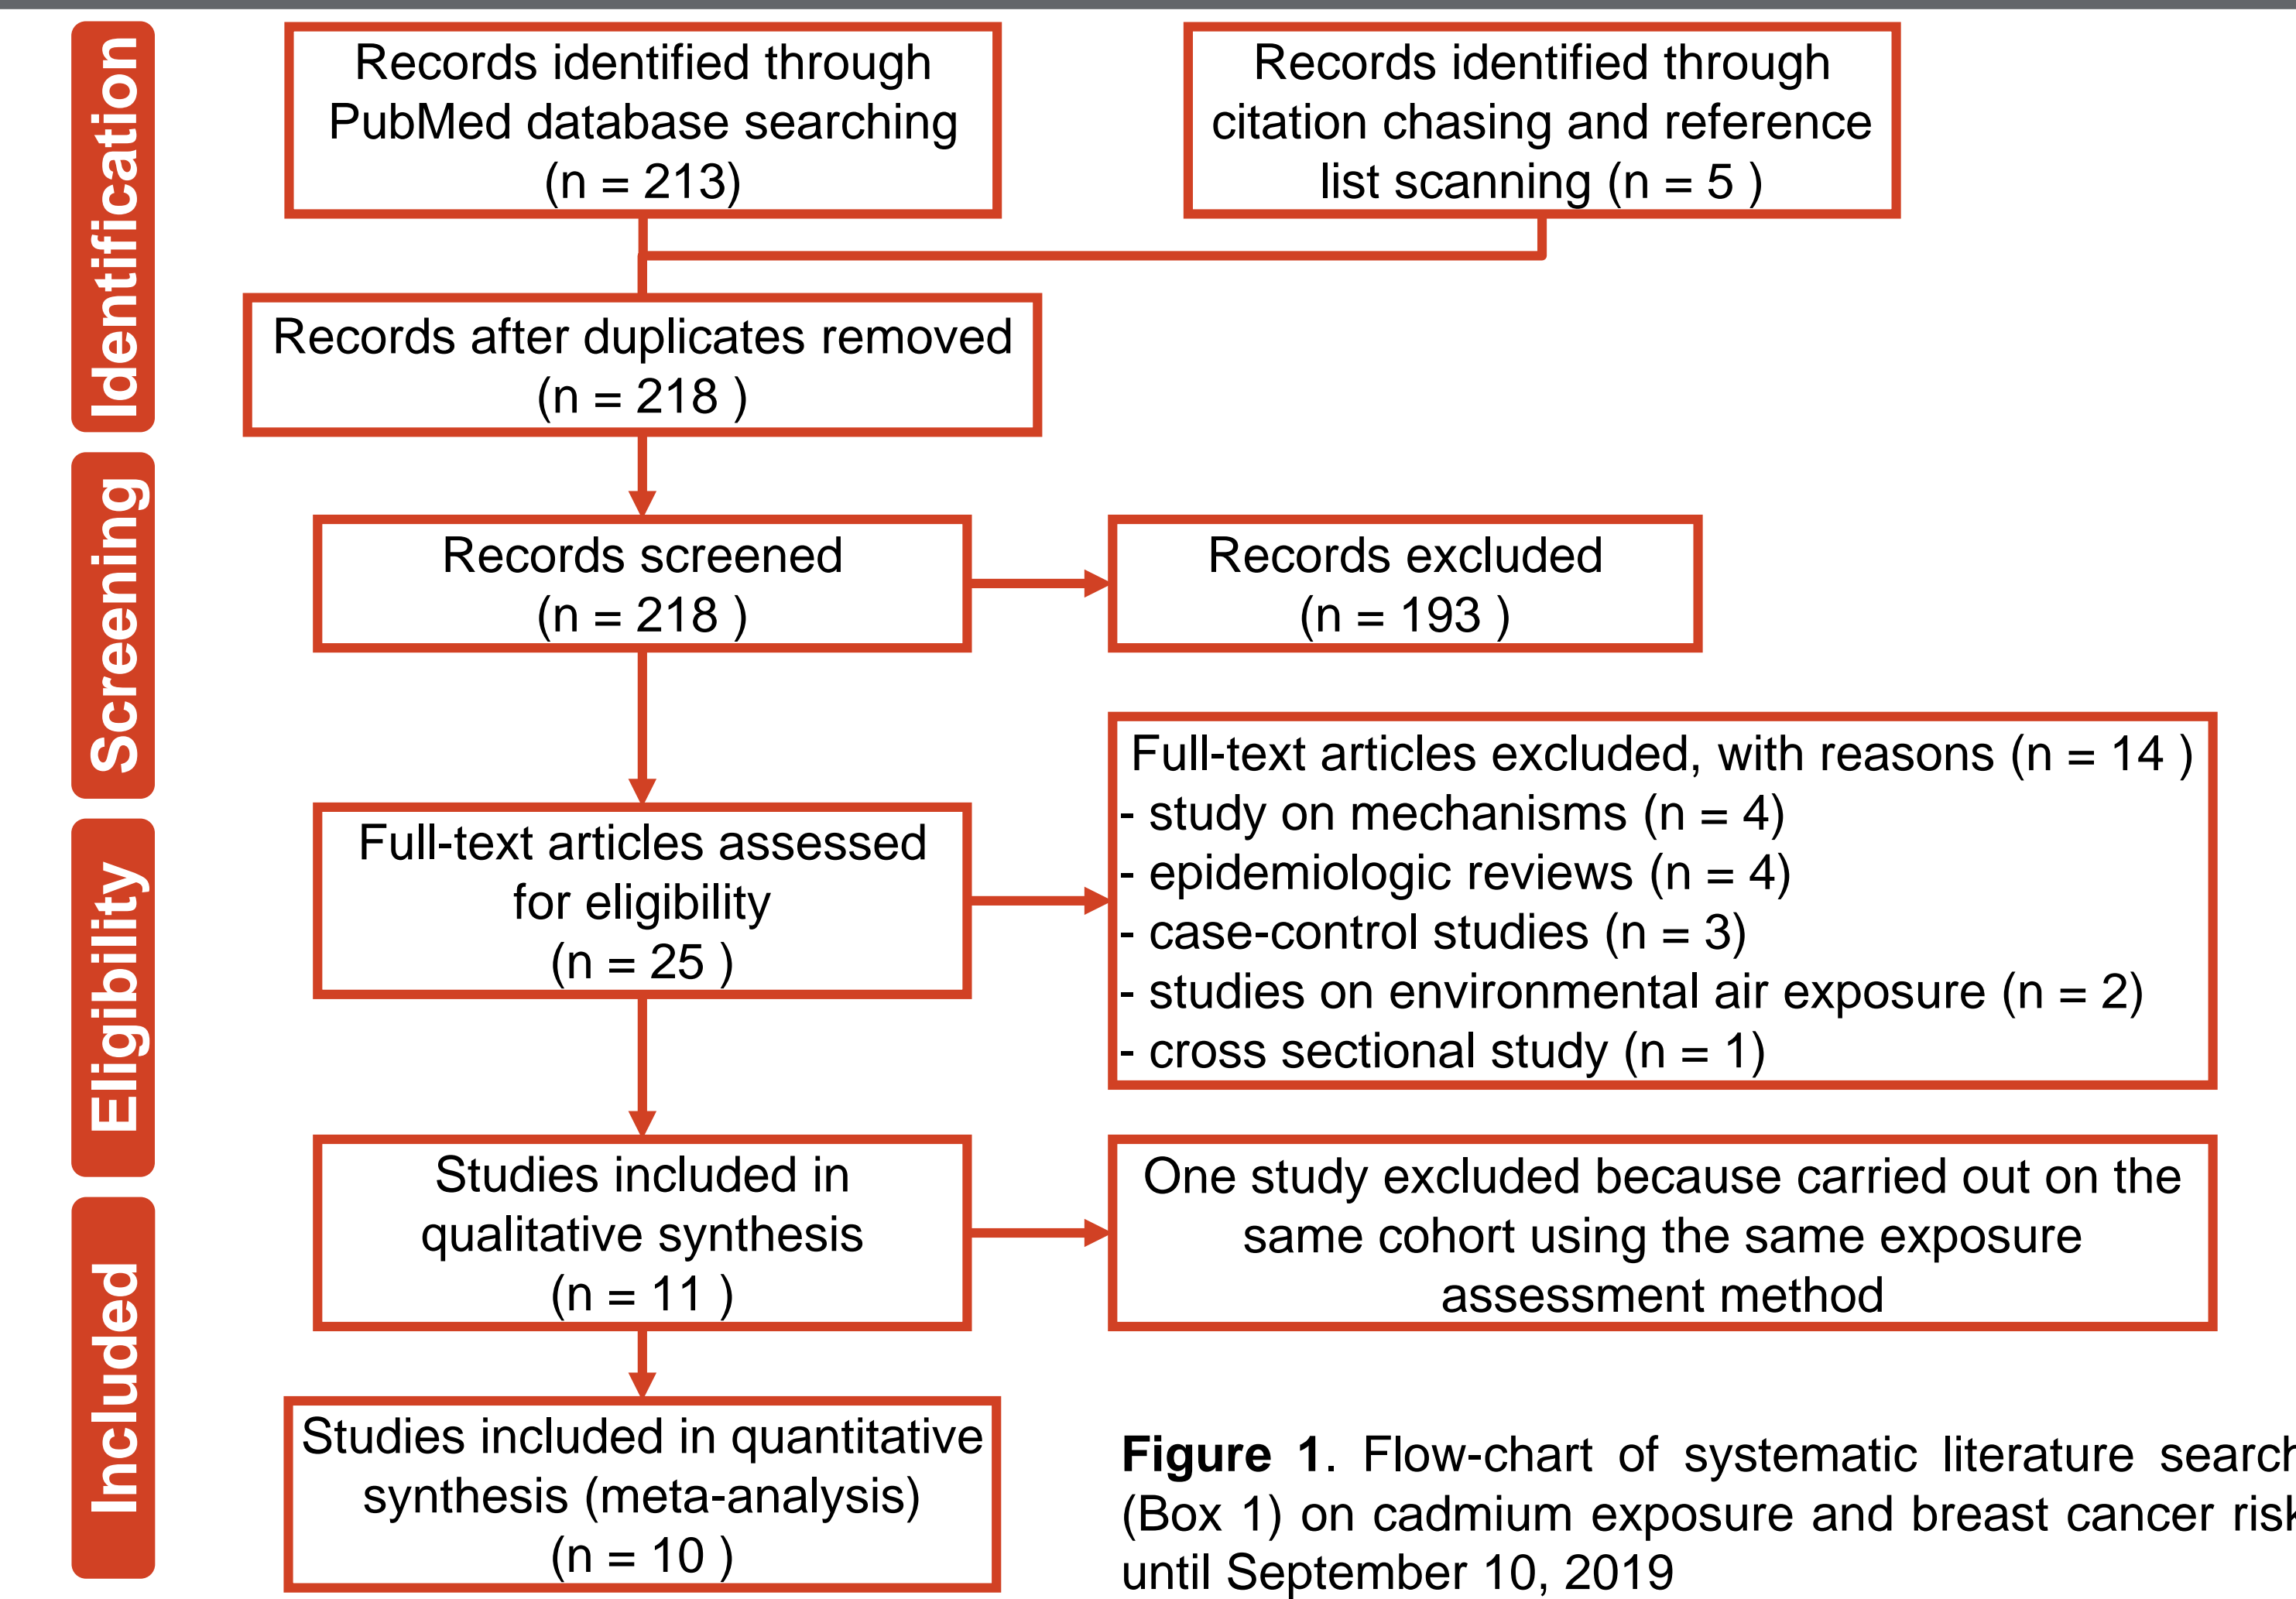 Identification
Records identified through
PubMed database searching
(n = 213)
Records identified through
citation chasing and reference
list scanning (n = 5 )
Records after duplicates removed
(n = 218 )
Screening
Records screened
(n = 218 )
Records excluded
(n = 193 )
Eligibility
Full-text articles assessed
for eligibility
(n = 25 )
Full-text articles excluded, with reasons (n = 14 )
- study on mechanisms (n = 4)
- epidemiologic reviews (n = 4)
- case-control studies (n = 3)
- studies on environmental air exposure (n = 2)
- cross sectional study (n = 1)
Included
Studies included in
qualitative synthesis
(n = 11 )
One study excluded because carried out on the
same cohort using the same exposure
assessment method
Studies included in quantitative
synthesis (meta-analysis)
(n = 10 )
Figure 1. Flow-chart of systematic literature search
(Box 1) on cadmium exposure and breast cancer risk
until September 10, 2019